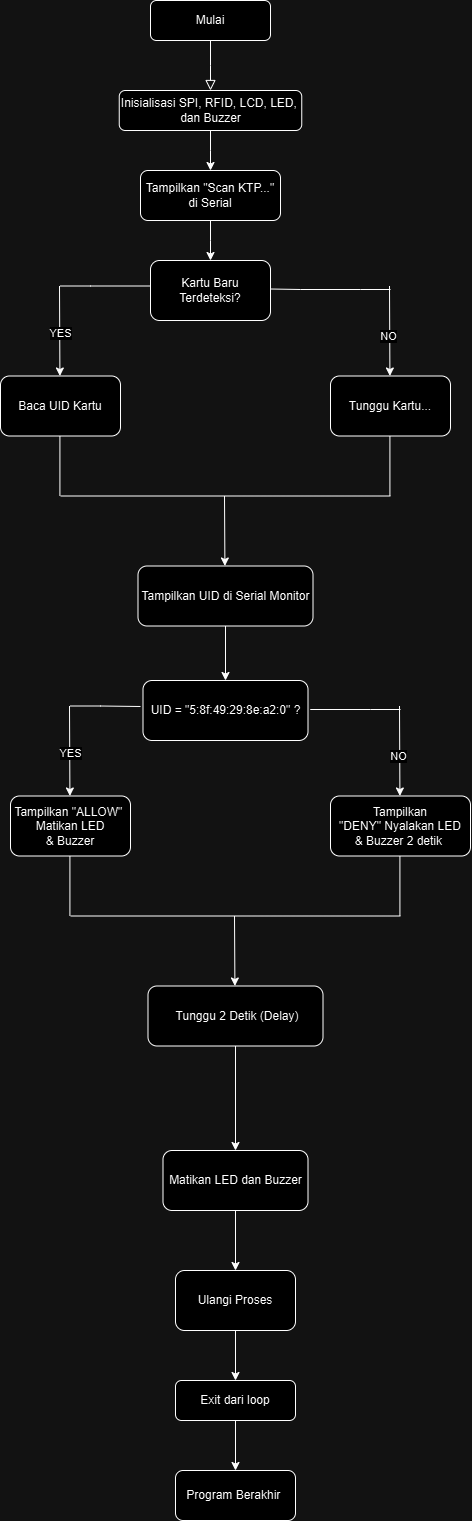 Mulai
Inisialisasi SPI, RFID, LCD, LED,
dan Buzzer
Tampilkan "Scan KTP..."
di Serial
Kartu Baru
Terdeteksi?
YES
NO
Baca UID Kartu
Tunggu Kartu...
Tampilkan UID di Serial Monitor
UID = "5:8f:49:29:8e:a2:0" ?
YES
NO
Tampilkan "ALLOW"
Matikan LED
& Buzzer
Tampilkan
"DENY" Nyalakan LED
& Buzzer 2 detik
Tunggu 2 Detik (Delay)
Matikan LED dan Buzzer
Ulangi Proses
Exit dari loop
Program Berakhir